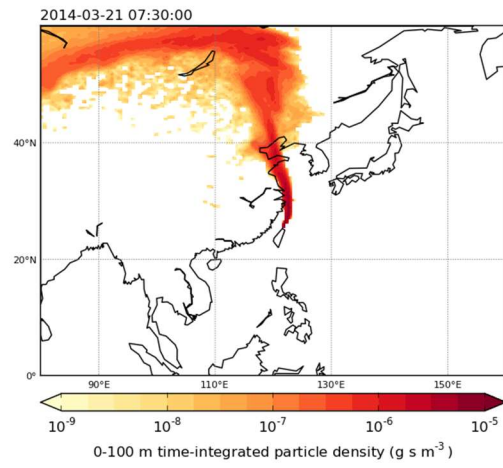 2014-03-21 07:30:00
40°N
20°N
0°
90°E
110°E
130°E
150°E
10⁻⁹
10⁻⁸
10⁻⁷
10⁻⁶
10⁻⁵
0-100 m time-integrated particle density (g s m⁻³)